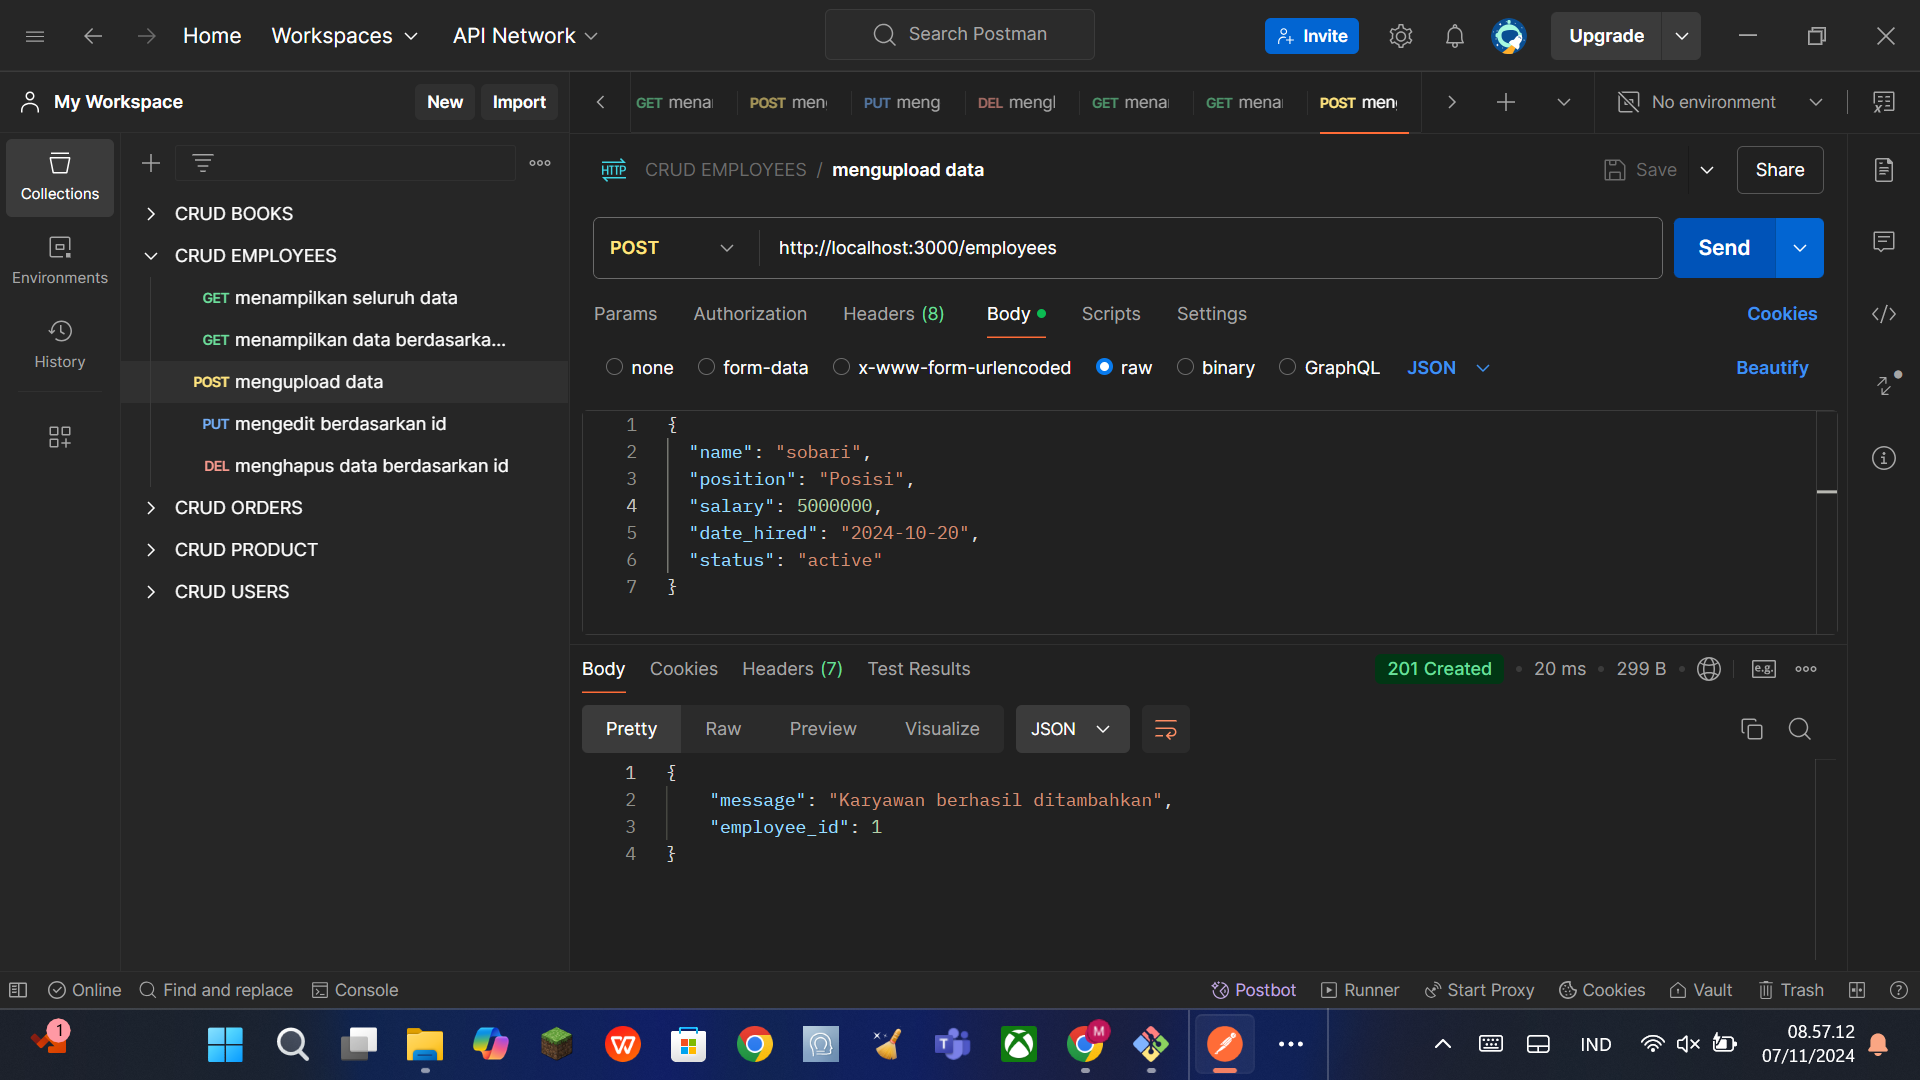 Home Workspaces API Network Search Postman Invite Upgrade
My Workspace New Import
GET menai POST men PUT meng DEL mengl GET menai GET menai POST men No environment
Collections
Environments
History
CRUD BOOKS
CRUD EMPLOYEES
GET menampilkan seluruh data
GET menampilkan data berdasarka...
POST mengupload data
PUT mengedit berdasarkan id
DEL menghapus data berdasarkan id
CRUD ORDERS
CRUD PRODUCT
CRUD USERS
HTTP CRUD EMPLOYEES / mengupload data Save Share
POST http://localhost:3000/employees Send
Params Authorization Headers (8) Body Scripts Settings Cookies
none form-data x-www-form-urlencoded raw binary GraphQL JSON Beautify
1 {
2 "name": "sobari",
3 "position": "Posisi",
4 "salary": 5000000,
5 "date_hired": "2024-10-20",
6 "status": "active"
7 }
Body Cookies Headers (7) Test Results 201 Created 20 ms 299 B e.g.
Pretty Raw Preview Visualize JSON
1 {
2 "message": "Karyawan berhasil ditambahkan",
3 "employee_id": 1
4 }
Online Find and replace Console Postbot Runner Start Proxy Cookies Vault Trash
1 M IND 08.57.12
07/11/2024